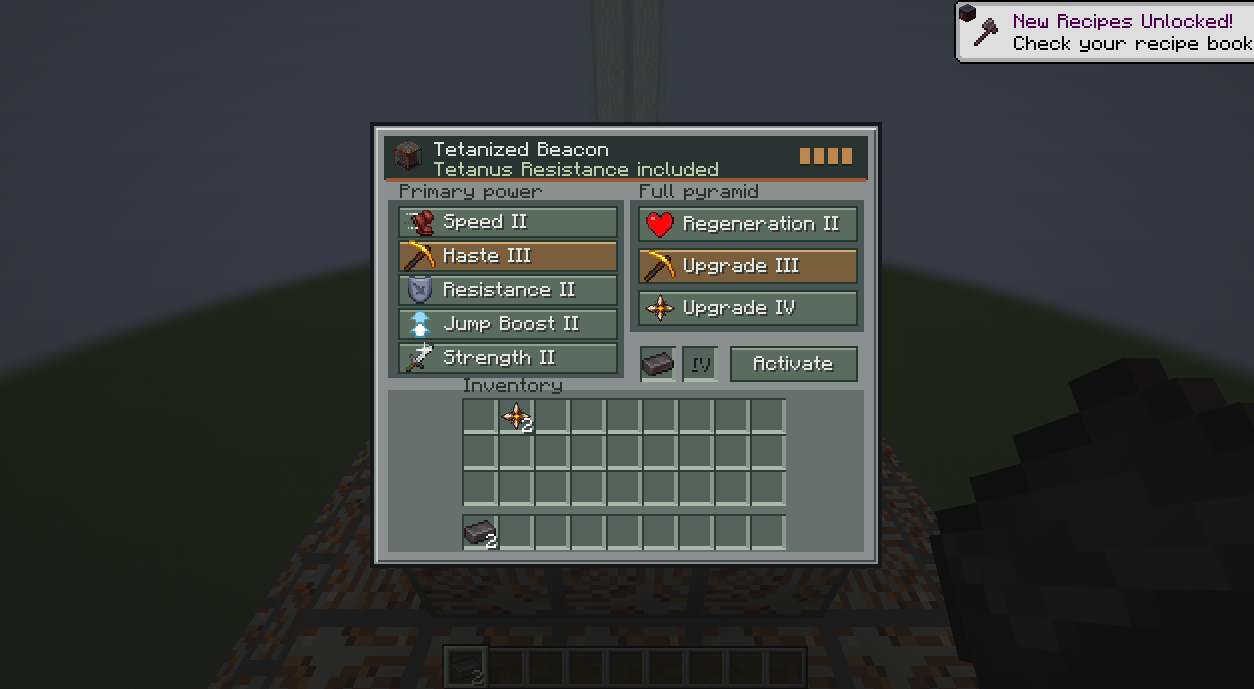 New Recipes Unlocked!
Check your recipe book
Tetanized Beacon
Tetanus Resistance included
Primary power
Full pyramid
Speed II
Haste III
Resistance II
Jump Boost II
Strength II
Regeneration II
Upgrade III
Upgrade IV
IV
Activate
Inventory
2
2
2